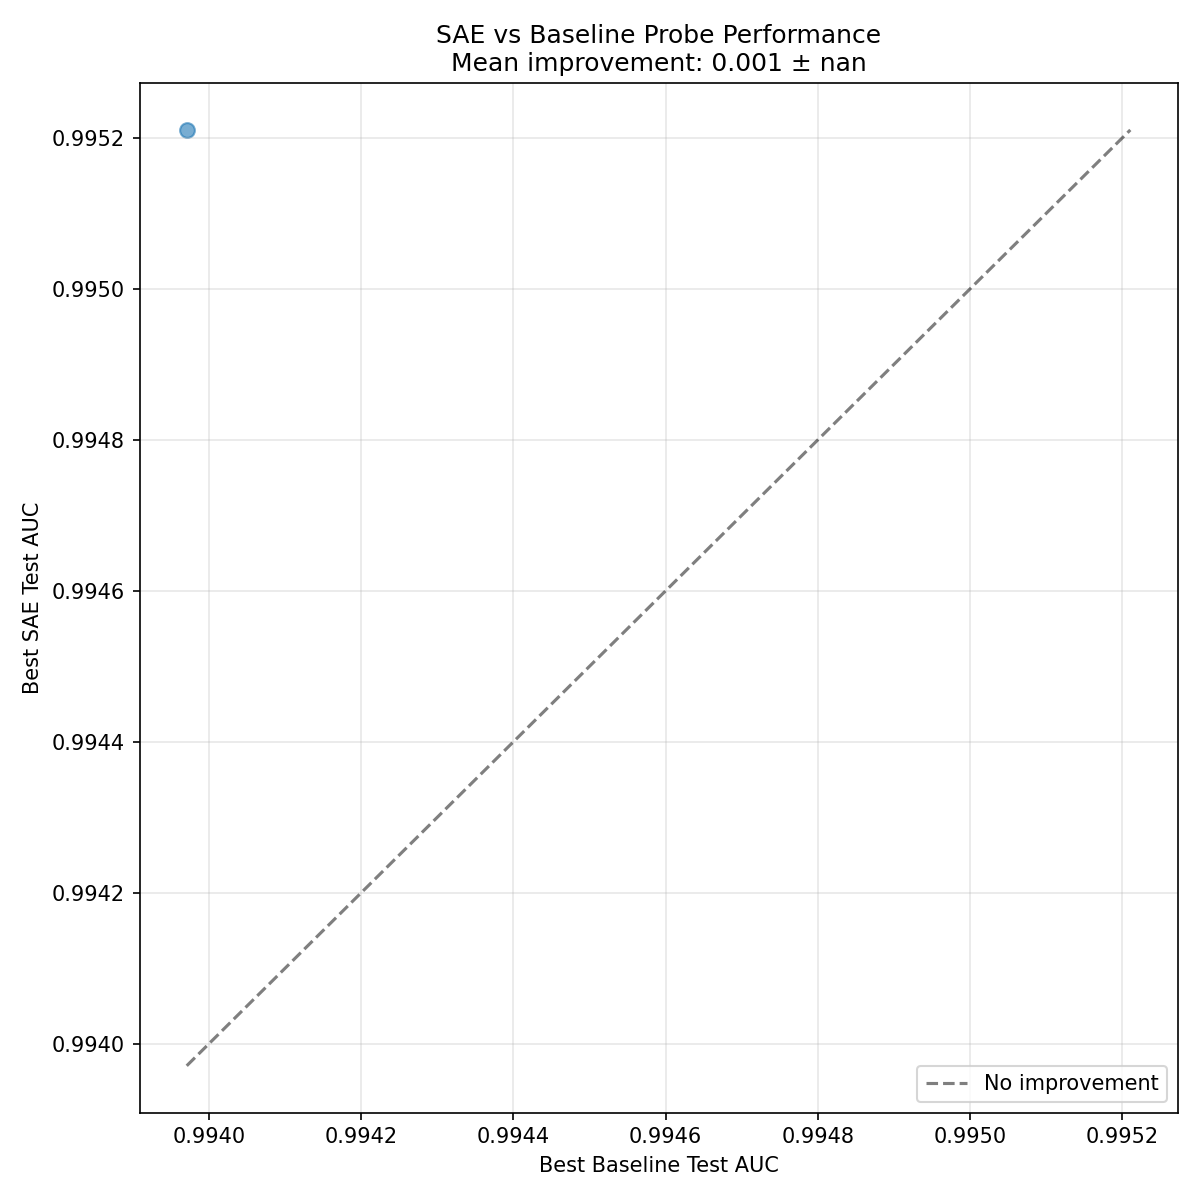 SAE vs Baseline Probe Performance
Mean improvement: 0.001 ± nan
0.9952
0.9950
0.9948
0.9946
0.9944
0.9942
0.9940
Best SAE Test AUC
No improvement
0.9940 0.9942 0.9944 0.9946 0.9948 0.9950 0.9952
Best Baseline Test AUC